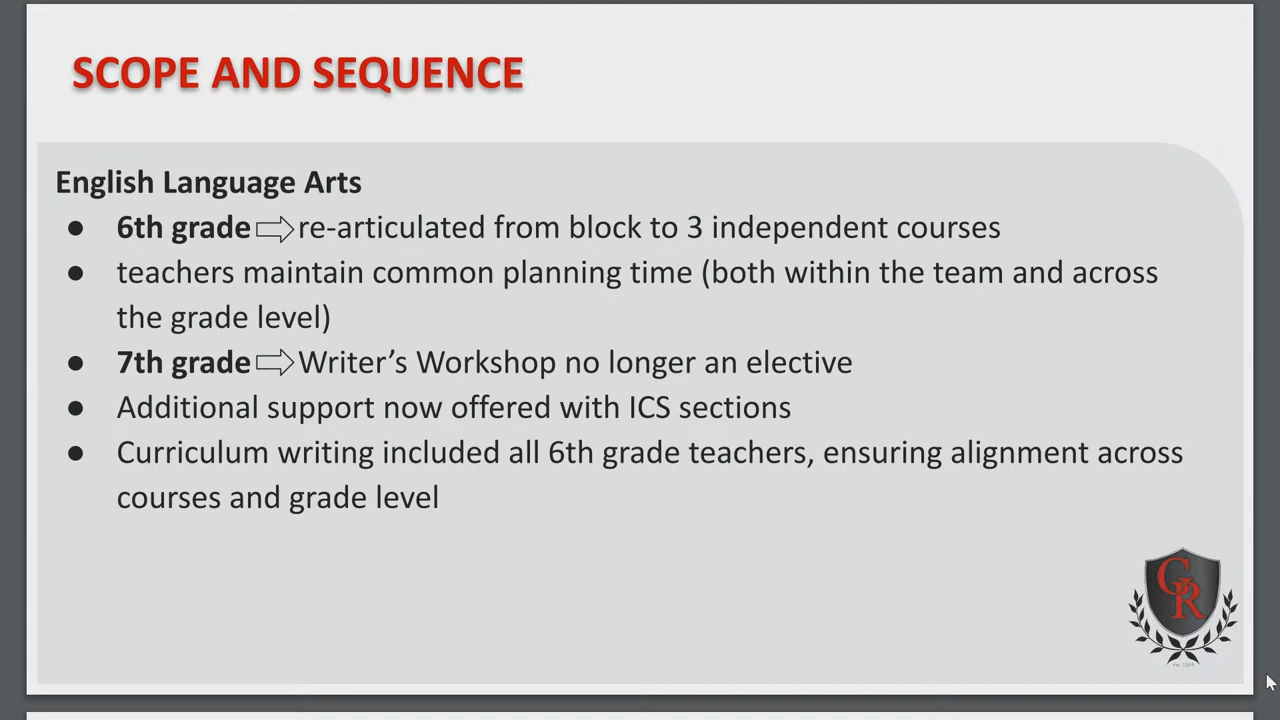 SCOPE AND SEQUENCE
English Language Arts
● 6th grade⇨re-articulated from block to 3 independent courses
● teachers maintain common planning time (both within the team and across
the grade level)
● 7th grade⇨Writer’s Workshop no longer an elective
● Additional support now offered with ICS sections
● Curriculum writing included all 6th grade teachers, ensuring alignment across
courses and grade level
GR